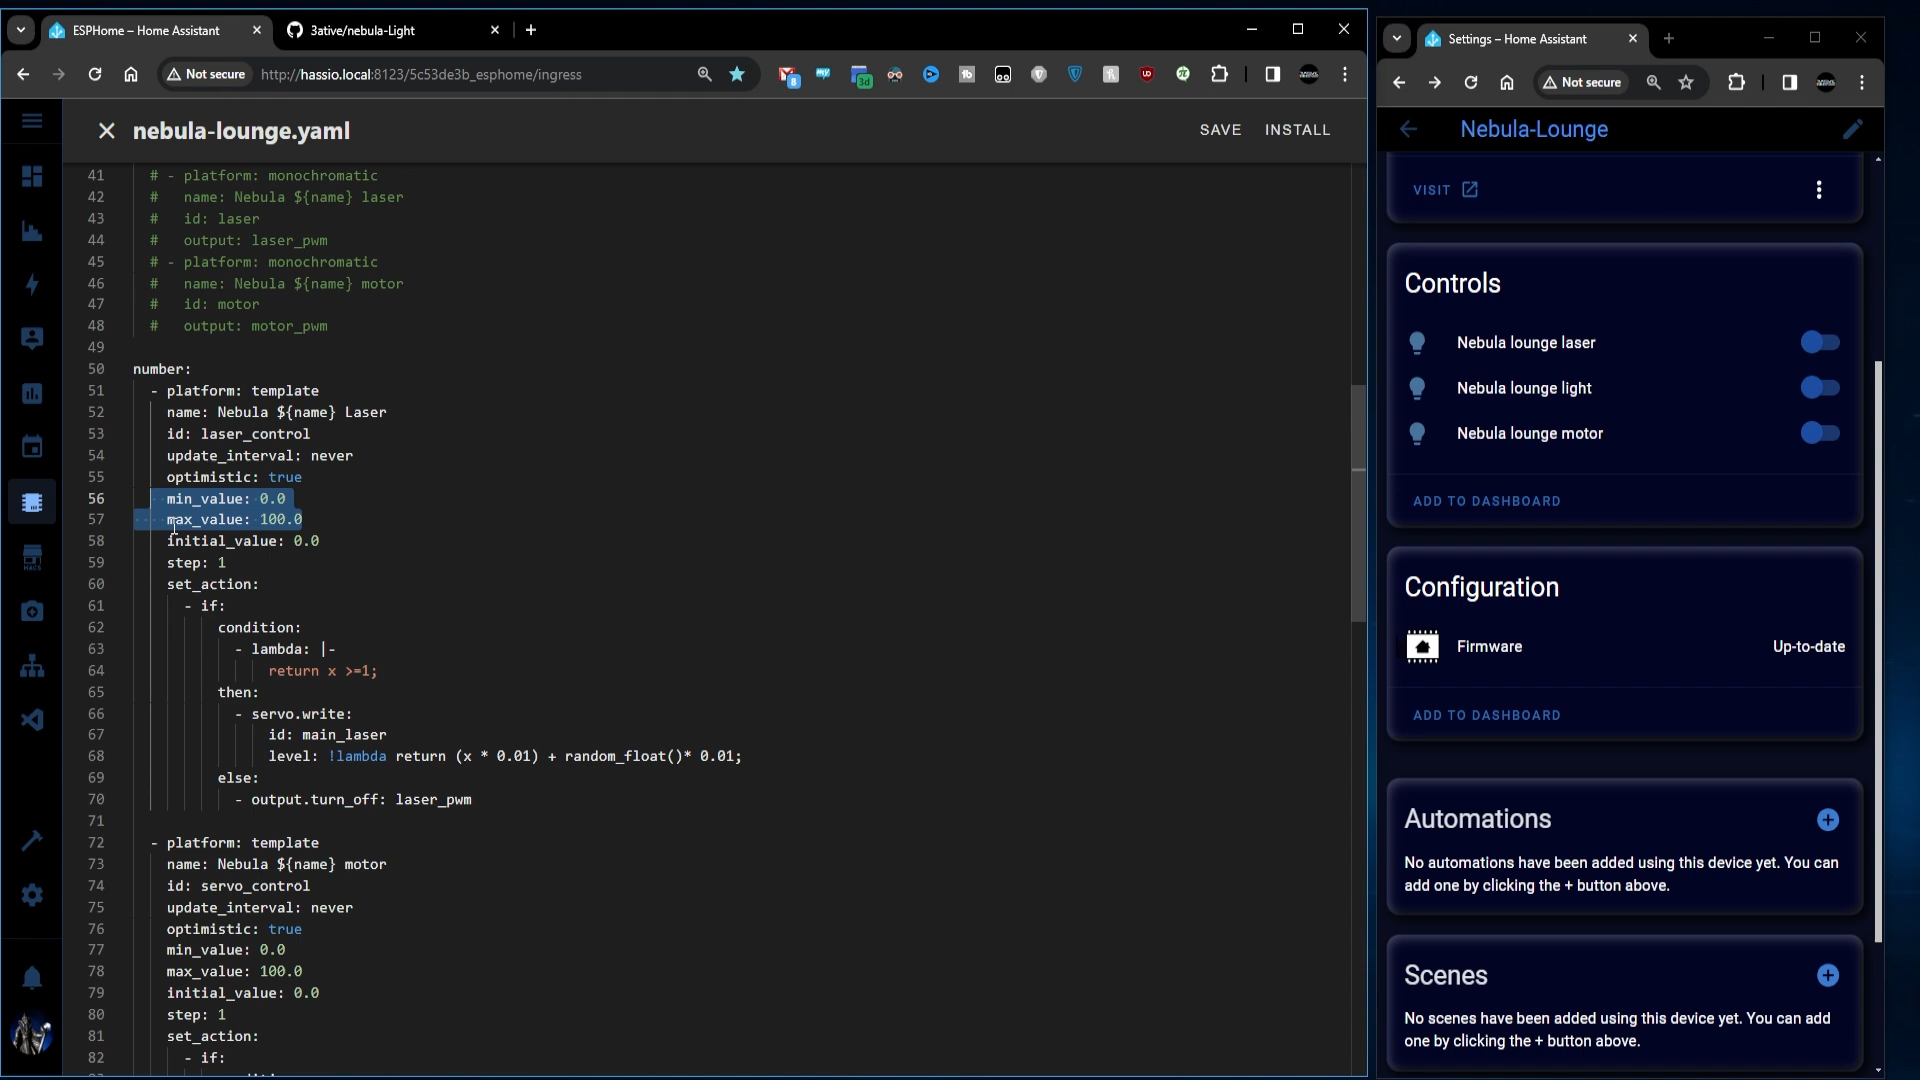 ESPHome – Home Assistant
3ative/nebula-Light
Not secure
http://hassio.local:8123/5c53de3b_esphome/ingress
nebula-lounge.yaml
SAVE
INSTALL
41 # - platform: monochromatic
42 #   name: Nebula ${name} laser
43 #   id: laser
44 #   output: laser_pwm
45 # - platform: monochromatic
46 #   name: Nebula ${name} motor
47 #   id: motor
48 #   output: motor_pwm
49
50 number:
51 - platform: template
52 name: Nebula ${name} Laser
53 id: laser_control
54 update_interval: never
55 optimistic: true
56 min_value: 0.0
57 max_value: 100.0
58 initial_value: 0.0
59 step: 1
60 set_action:
61 - if:
62 condition:
63 - lambda: |-
64 return x >=1;
65 then:
66 - servo.write:
67 id: main_laser
68 level: !lambda return (x * 0.01) + random_float()* 0.01;
69 else:
70 - output.turn_off: laser_pwm
71
72 - platform: template
73 name: Nebula ${name} motor
74 id: servo_control
75 update_interval: never
76 optimistic: true
77 min_value: 0.0
78 max_value: 100.0
79 initial_value: 0.0
80 step: 1
81 set_action:
82 - if:
Settings – Home Assistant
Not secure
Nebula-Lounge
VISIT
Controls
Nebula lounge laser
Nebula lounge light
Nebula lounge motor
ADD TO DASHBOARD
Configuration
Firmware
Up-to-date
ADD TO DASHBOARD
Automations
No automations have been added using this device yet. You can
add one by clicking the + button above.
Scenes
No scenes have been added using this device yet. You can add
one by clicking the + button above.